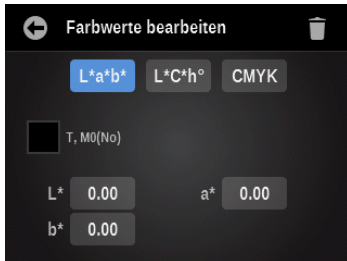 Farbwerte bearbeiten
L*a*b* L*C*h° CMYK
T, M0(No)
L* 0.00 a* 0.00
b* 0.00